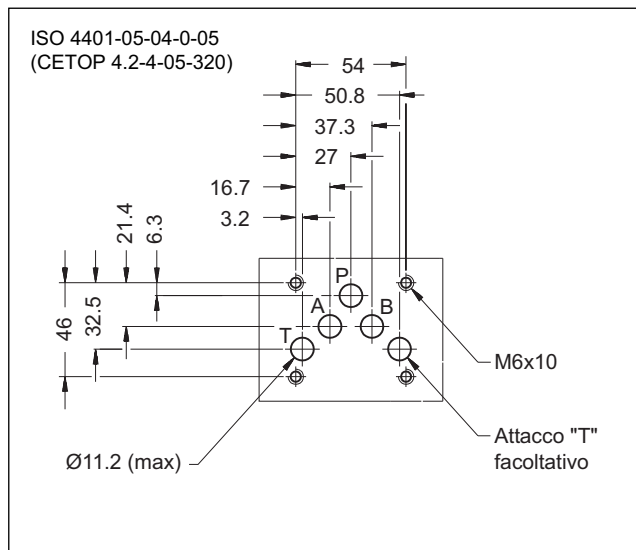 ISO 4401-05-04-0-05
(CETOP 4.2-4-05-320)
54
50.8
37.3
27
16.7
3.2
21.4
6.3
46
32.5
P
A
B
T
M6x10
Ø11.2 (max)
Attacco "T"
facoltativo